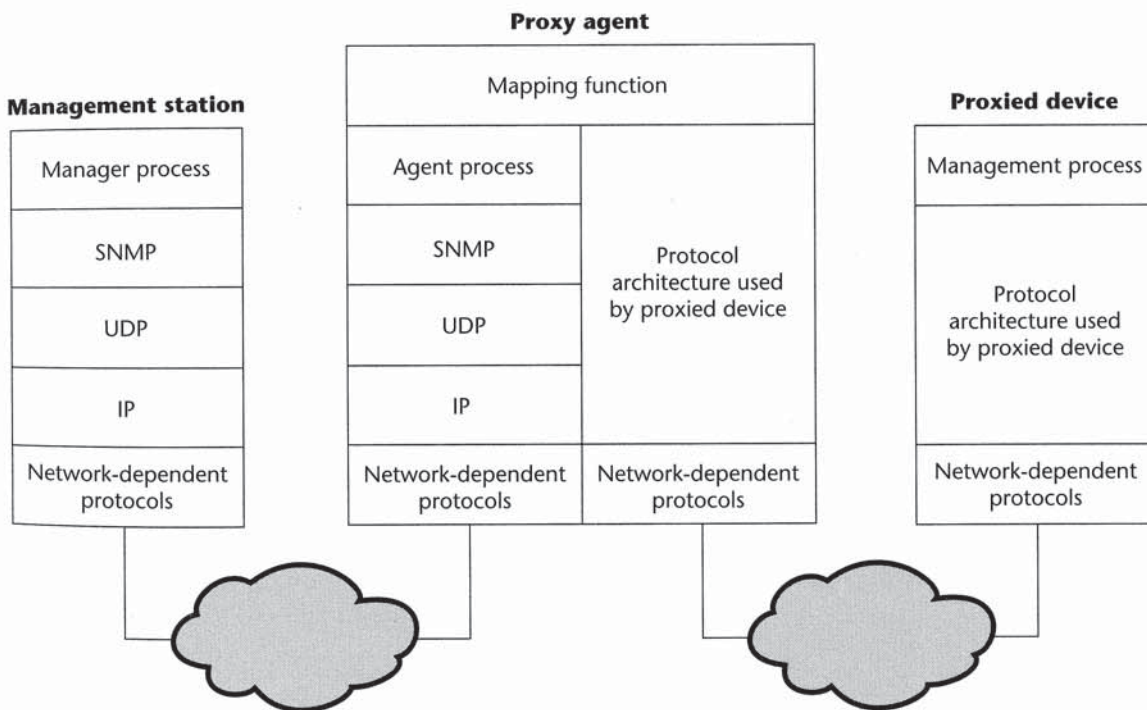 Proxy agent
Mapping function
Management station
Manager process
SNMP
UDP
IP
Network-dependent
protocols
Agent process
SNMP
UDP
IP
Network-dependent
protocols
Protocol
architecture used
by proxied device
Network-dependent
protocols
Proxied device
Management process
Protocol
architecture used
by proxied device
Network-dependent
protocols